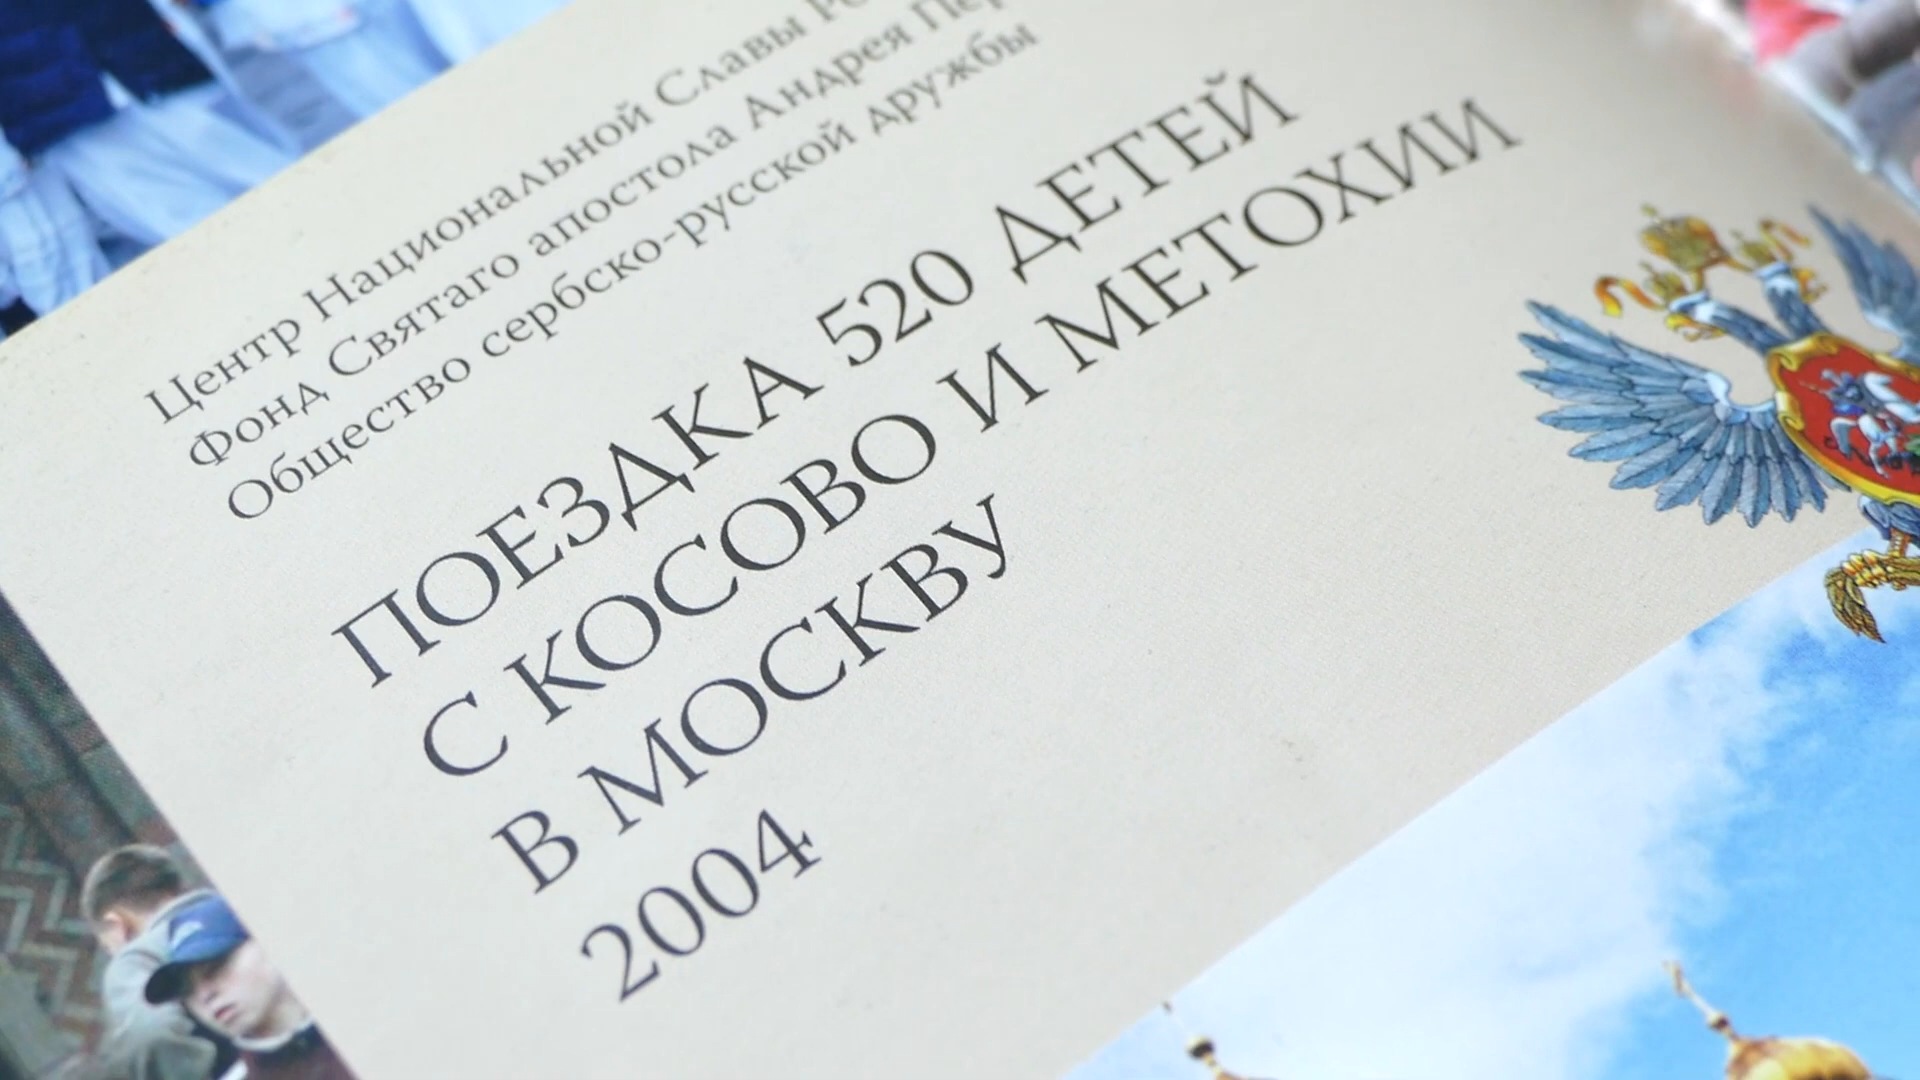 Центр Национальной Славы
Фонд Святаго апостола Андрея
Общество сербско-русской дружбы
ПОЕЗДКА 520 ДЕТЕЙ
С КОСОВО И МЕТОХИИ
В МОСКВУ
2004